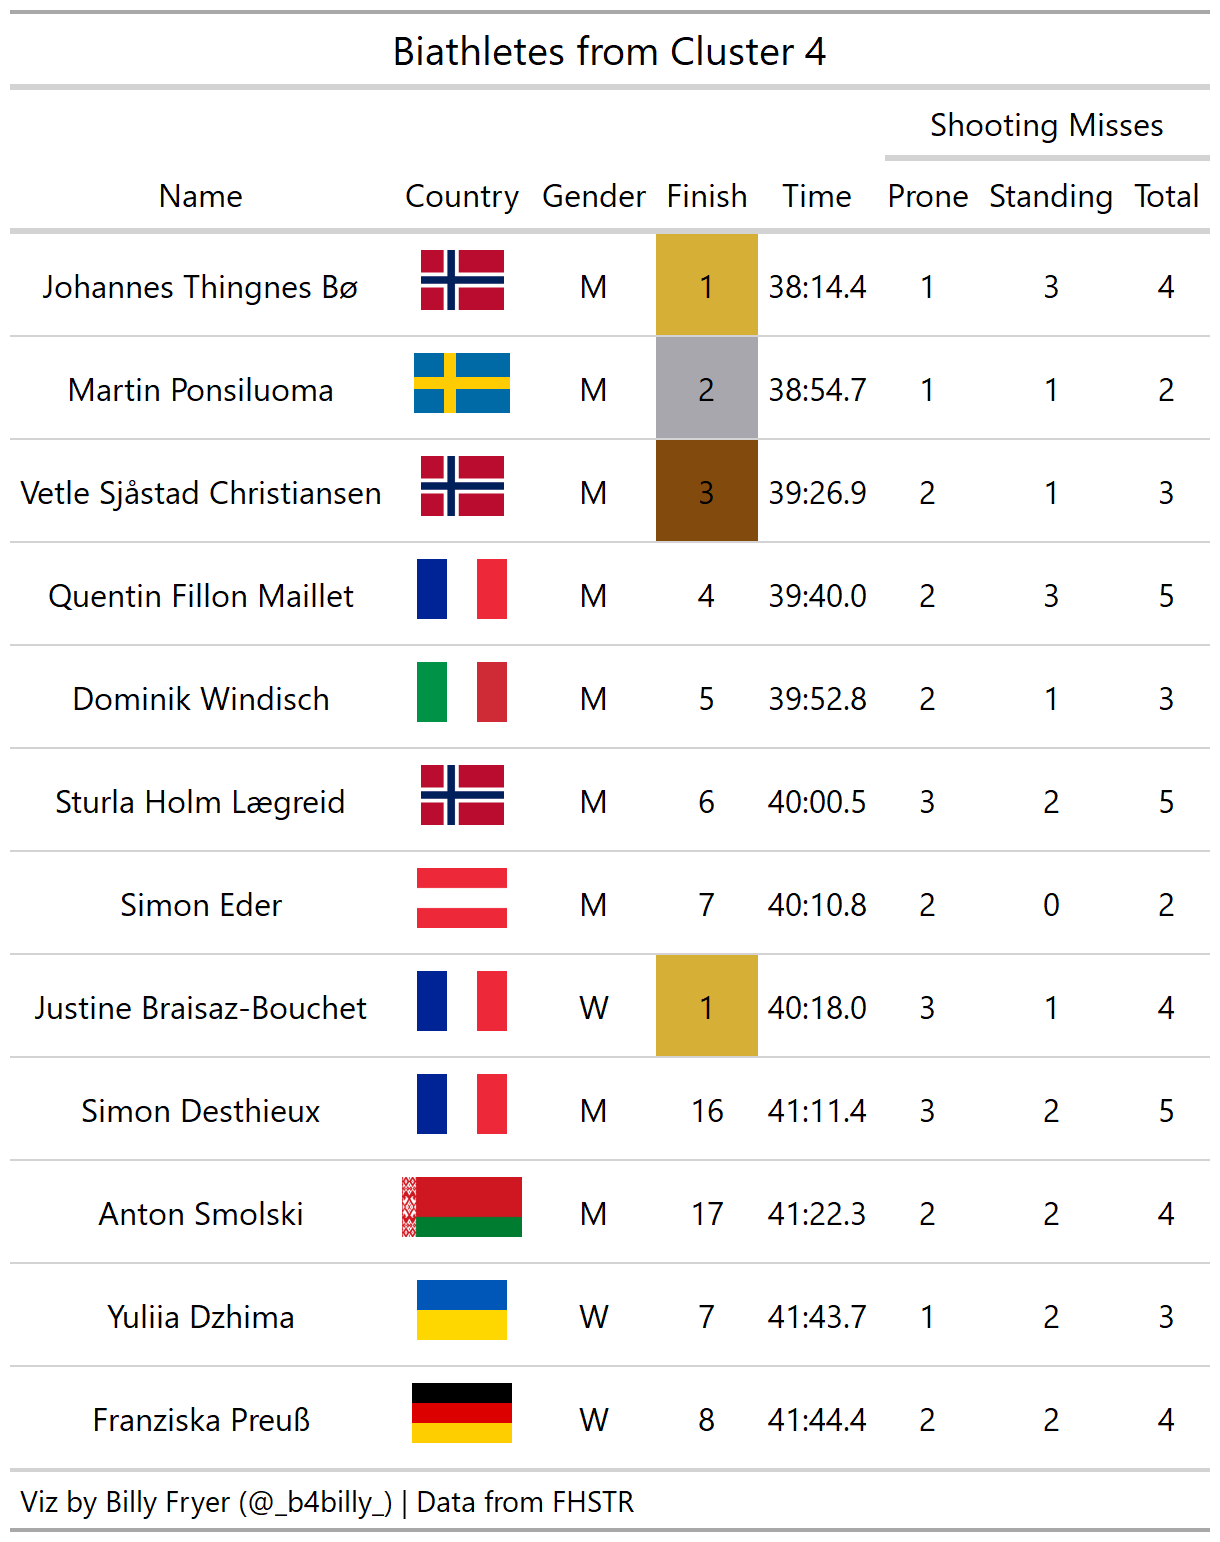 Biathletes from Cluster 4
Shooting Misses
Name Country Gender Finish Time Prone Standing Total
Johannes Thingnes Bø M 1 38:14.4 1 3 4
Martin Ponsiluoma M 2 38:54.7 1 1 2
Vetle Sjåstad Christiansen M 3 39:26.9 2 1 3
Quentin Fillon Maillet M 4 39:40.0 2 3 5
Dominik Windisch M 5 39:52.8 2 1 3
Sturla Holm Lægreid M 6 40:00.5 3 2 5
Simon Eder M 7 40:10.8 2 0 2
Justine Braisaz-Bouchet W 1 40:18.0 3 1 4
Simon Desthieux M 16 41:11.4 3 2 5
Anton Smolski M 17 41:22.3 2 2 4
Yuliia Dzhima W 7 41:43.7 1 2 3
Franziska Preuß W 8 41:44.4 2 2 4
Viz by Billy Fryer (@_b4billy_) | Data from FHSTR